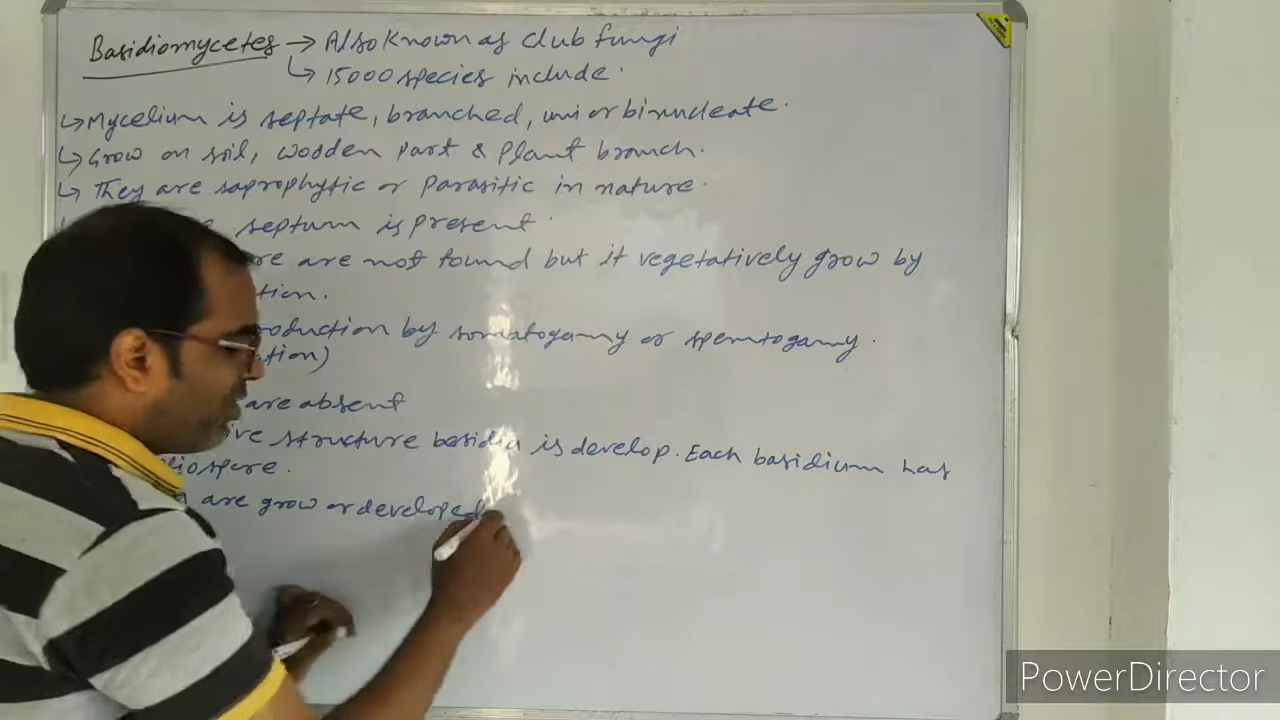 Basidiomycetes → Also Known as club fungi
↳ 15000 species include.
↳ Mycelium is septate, branched, uni or binucleate.
↳ Grow on soil, wooden part & plant branch.
↳ They are saprophytic or Parasitic in nature.
septum is present.
are not found but it vegetatively grow by
tion.
oduction by somatogamy or spemtogamy.
tion)
are absent
ive structure basidia is develop. Each basidium has
diospore.
are grow or developed
PowerDirector